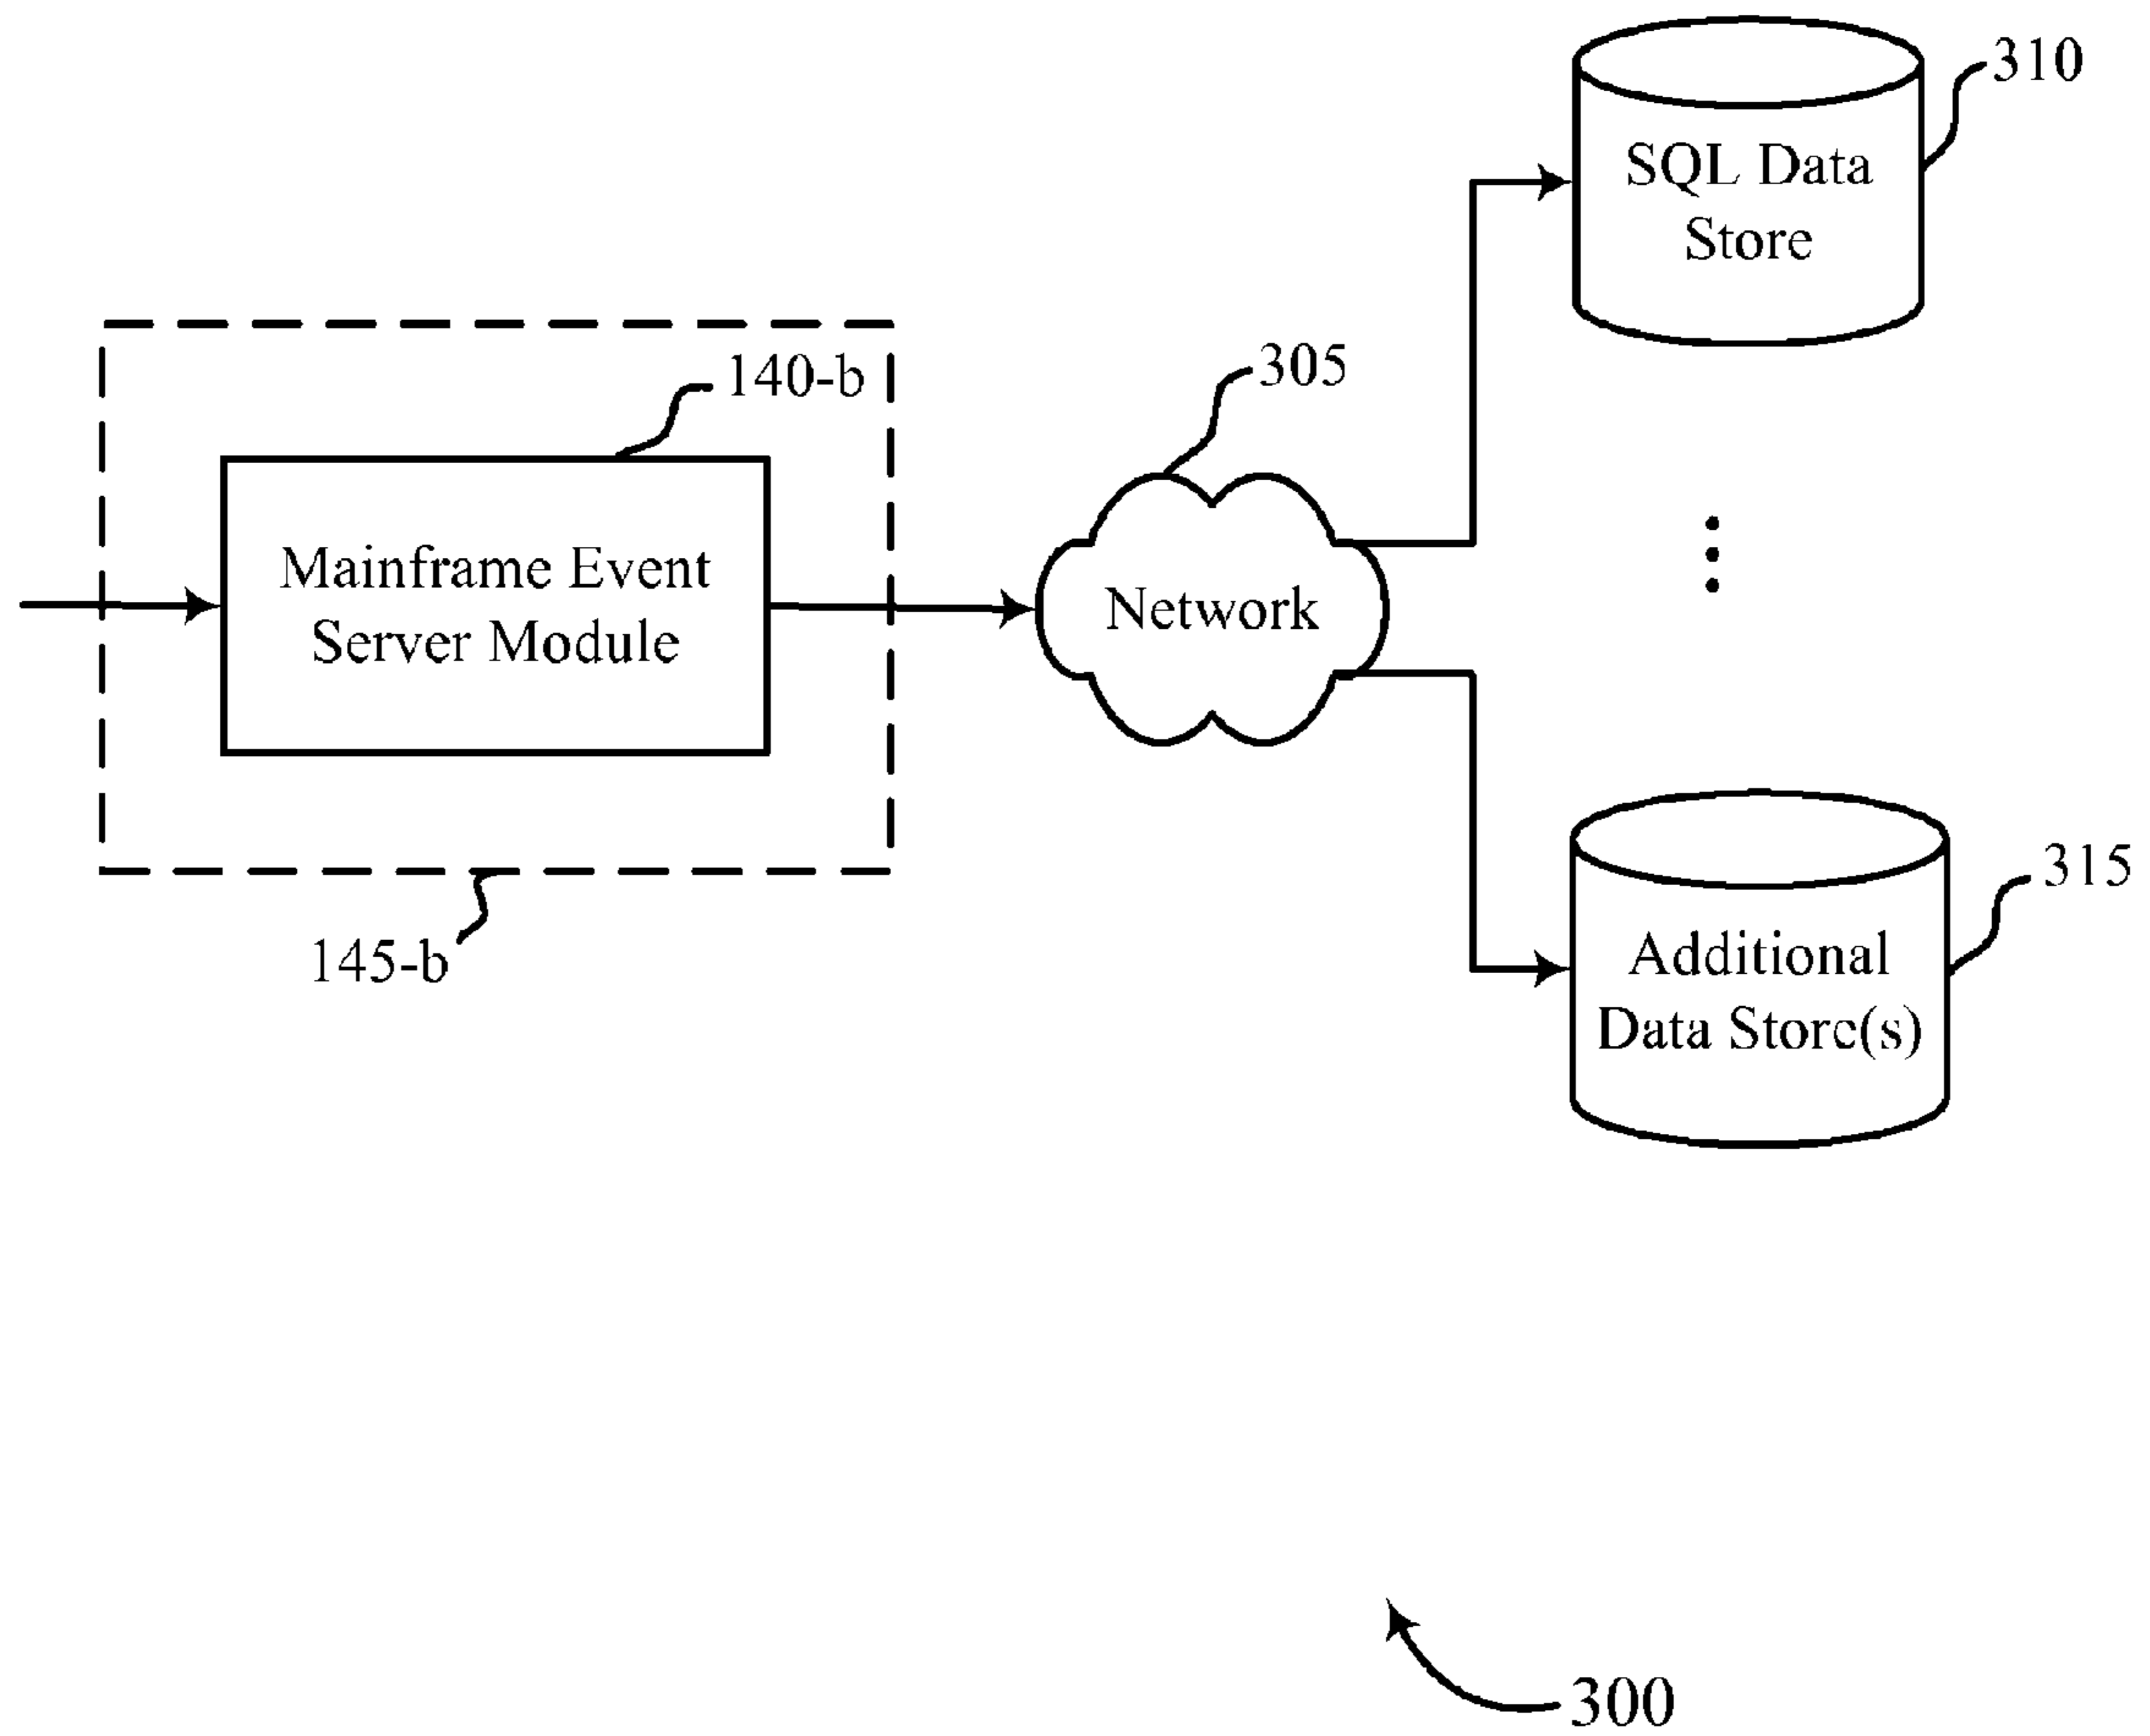 310
SQL Data
Store
140-b
305
Mainframe Event
Server Module
Network
315
145-b
Additional
Data Store(s)
300